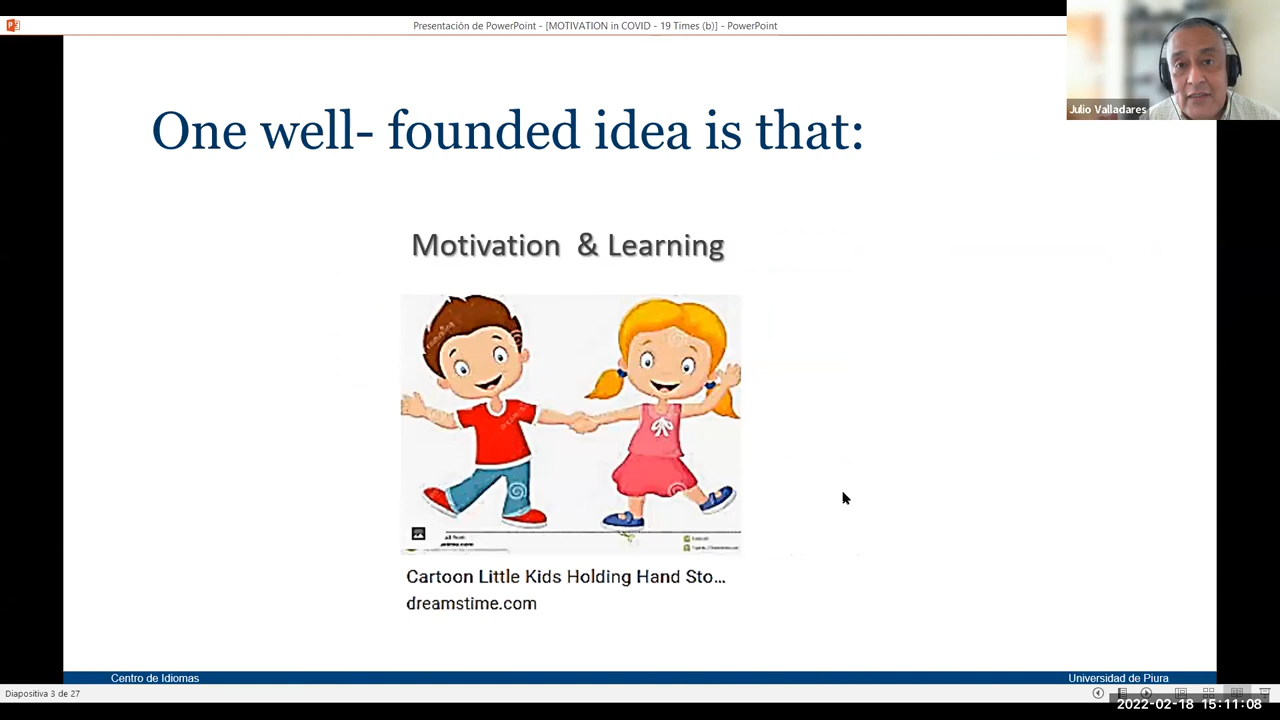 Presentación de PowerPoint - [MOTIVATION in COVID - 19 Times (b)] - PowerPoint
Julio Valladares
One well- founded idea is that:
Motivation & Learning
Cartoon Little Kids Holding Hand Sto...
dreamstime.com
Centro de Idiomas
Universidad de Piura
Diapositiva 3 de 27
2022-02-18 15:11:08